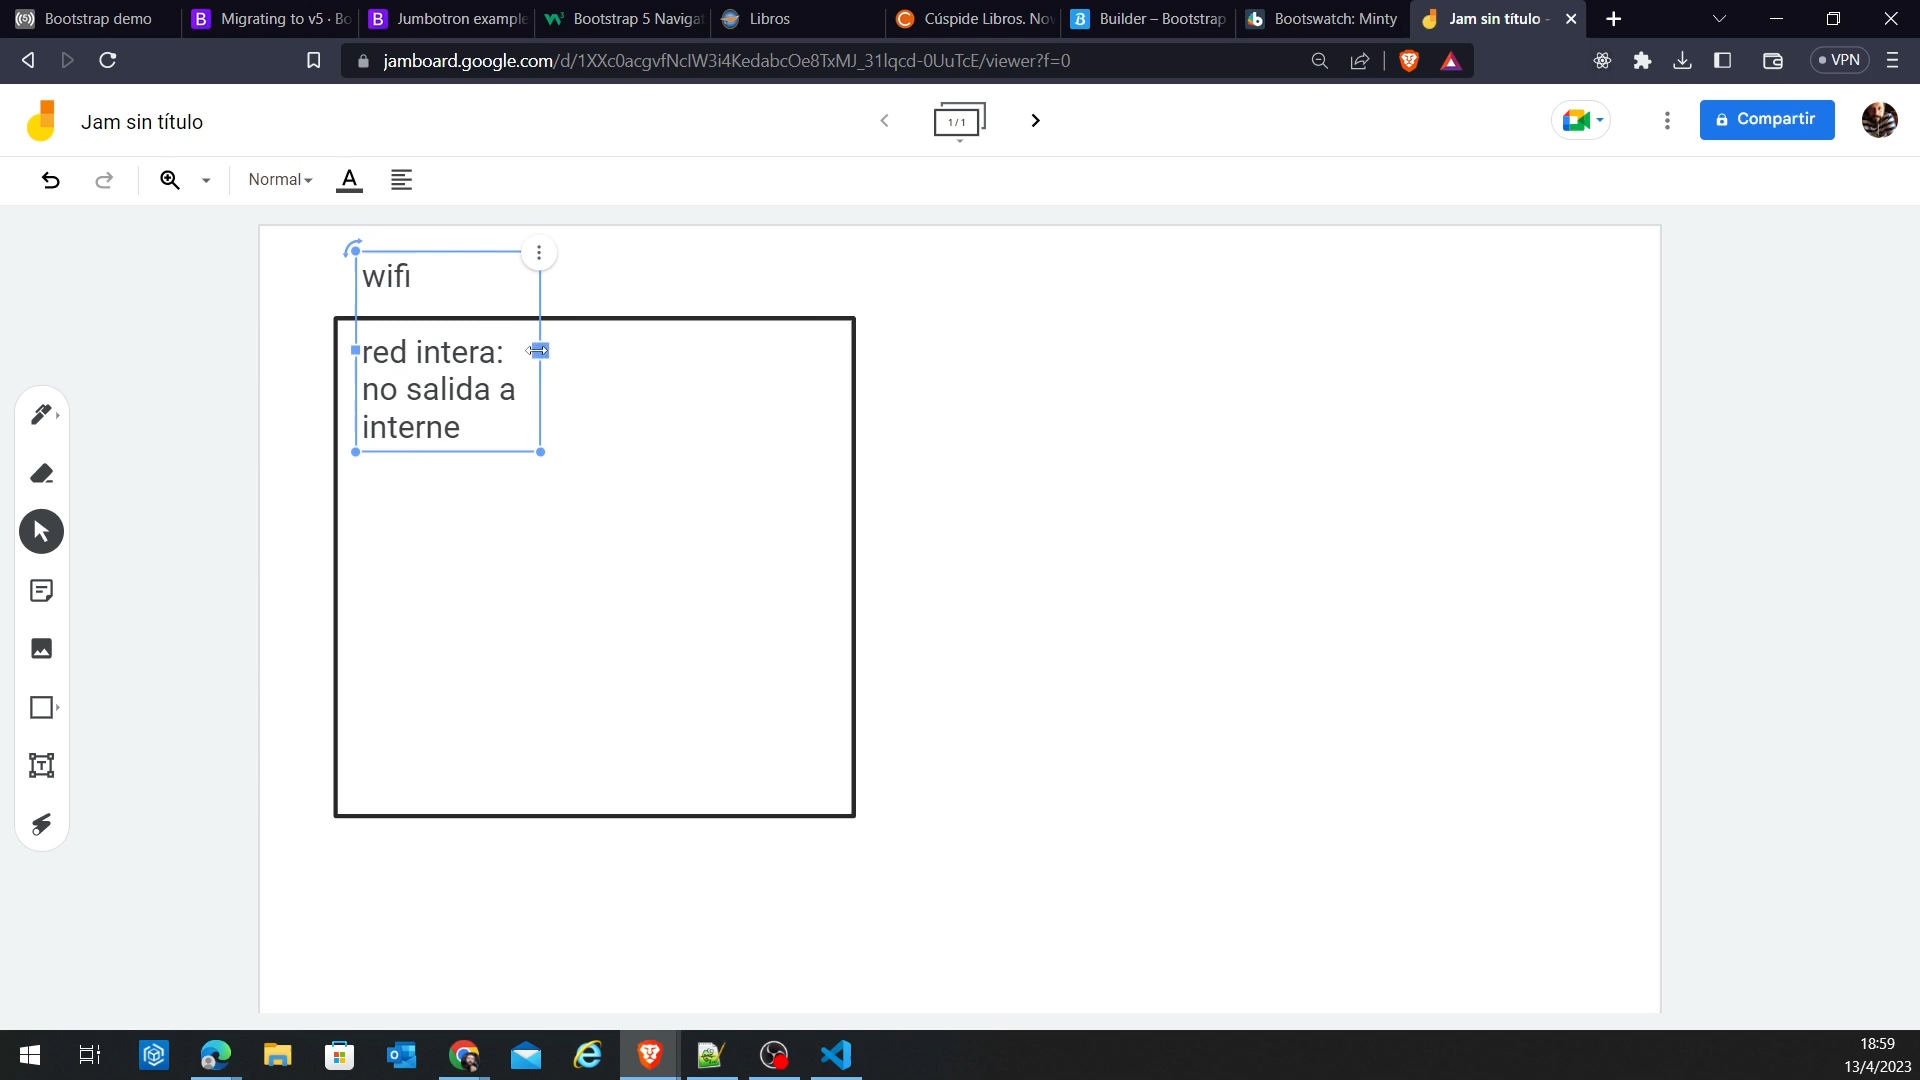 Bootstrap demo
Migrating to v5 · Bo
Jumbotron example
Bootstrap 5 Navigat
Libros
Cúspide Libros. Nov
Builder – Bootstrap
Bootswatch: Minty
Jam sin título -
jamboard.google.com/d/1XXc0acgvfNclW3i4KedabcOe8TxMJ_31lqcd-0UuTcE/viewer?f=0
VPN
Jam sin título
1 / 1
Compartir
Normal
A
wifi
red intera:
no salida a
interne
18:59
13/4/2023